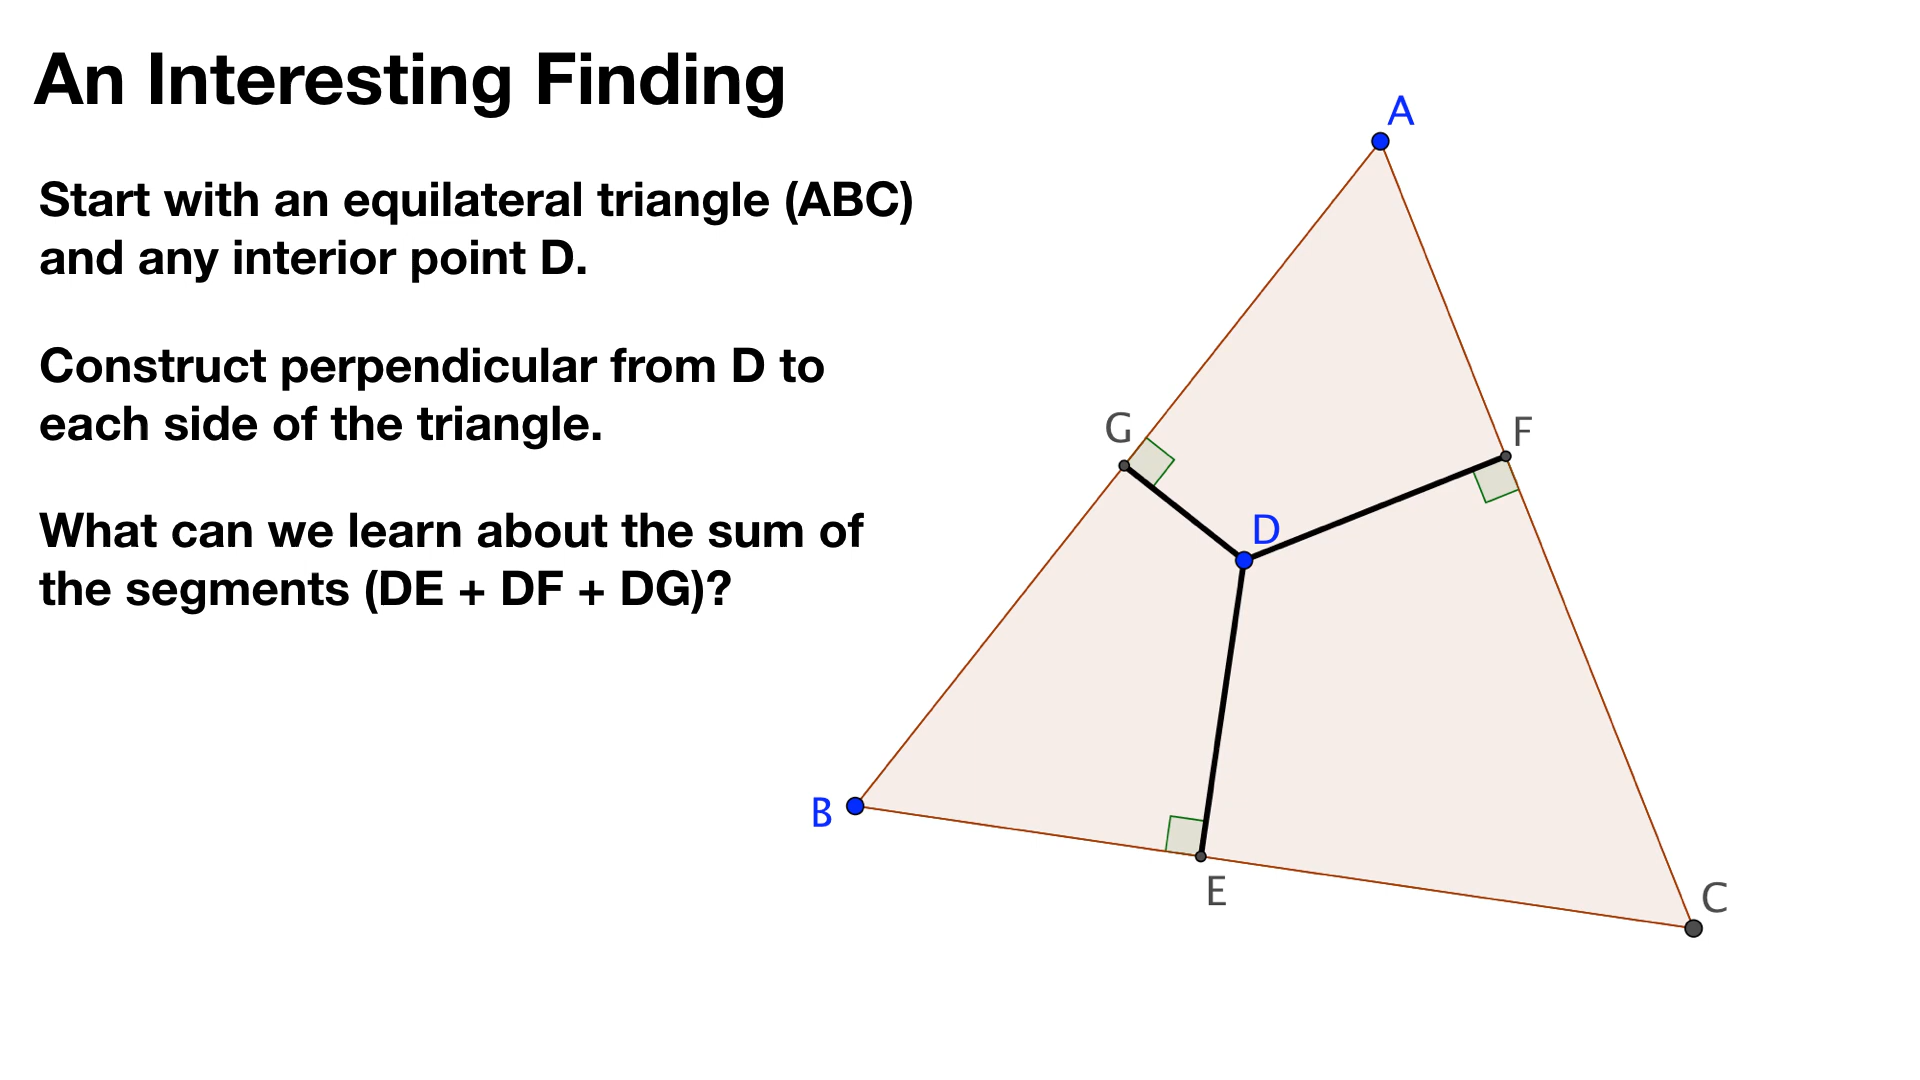 An Interesting Finding
Start with an equilateral triangle (ABC)
and any interior point D.
Construct perpendicular from D to
each side of the triangle.
What can we learn about the sum of
the segments (DE + DF + DG)?
A
G
F
D
B
E
C